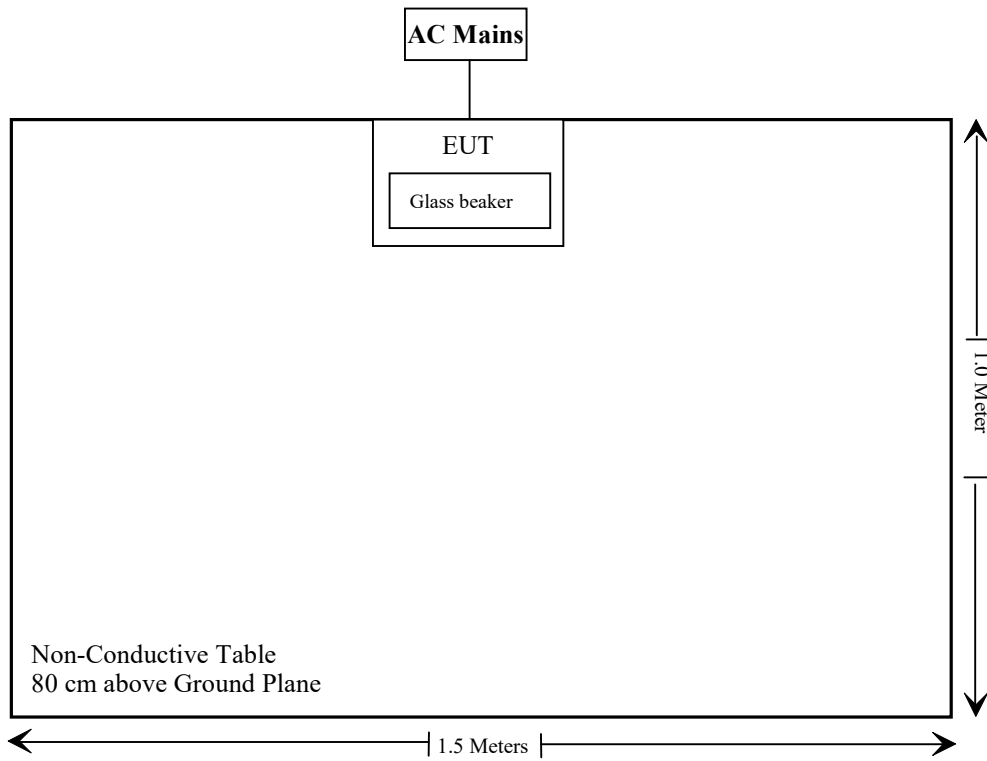 AC Mains
EUT
Glass beaker
1.0 Meter
Non-Conductive Table
80 cm above Ground Plane
1.5 Meters